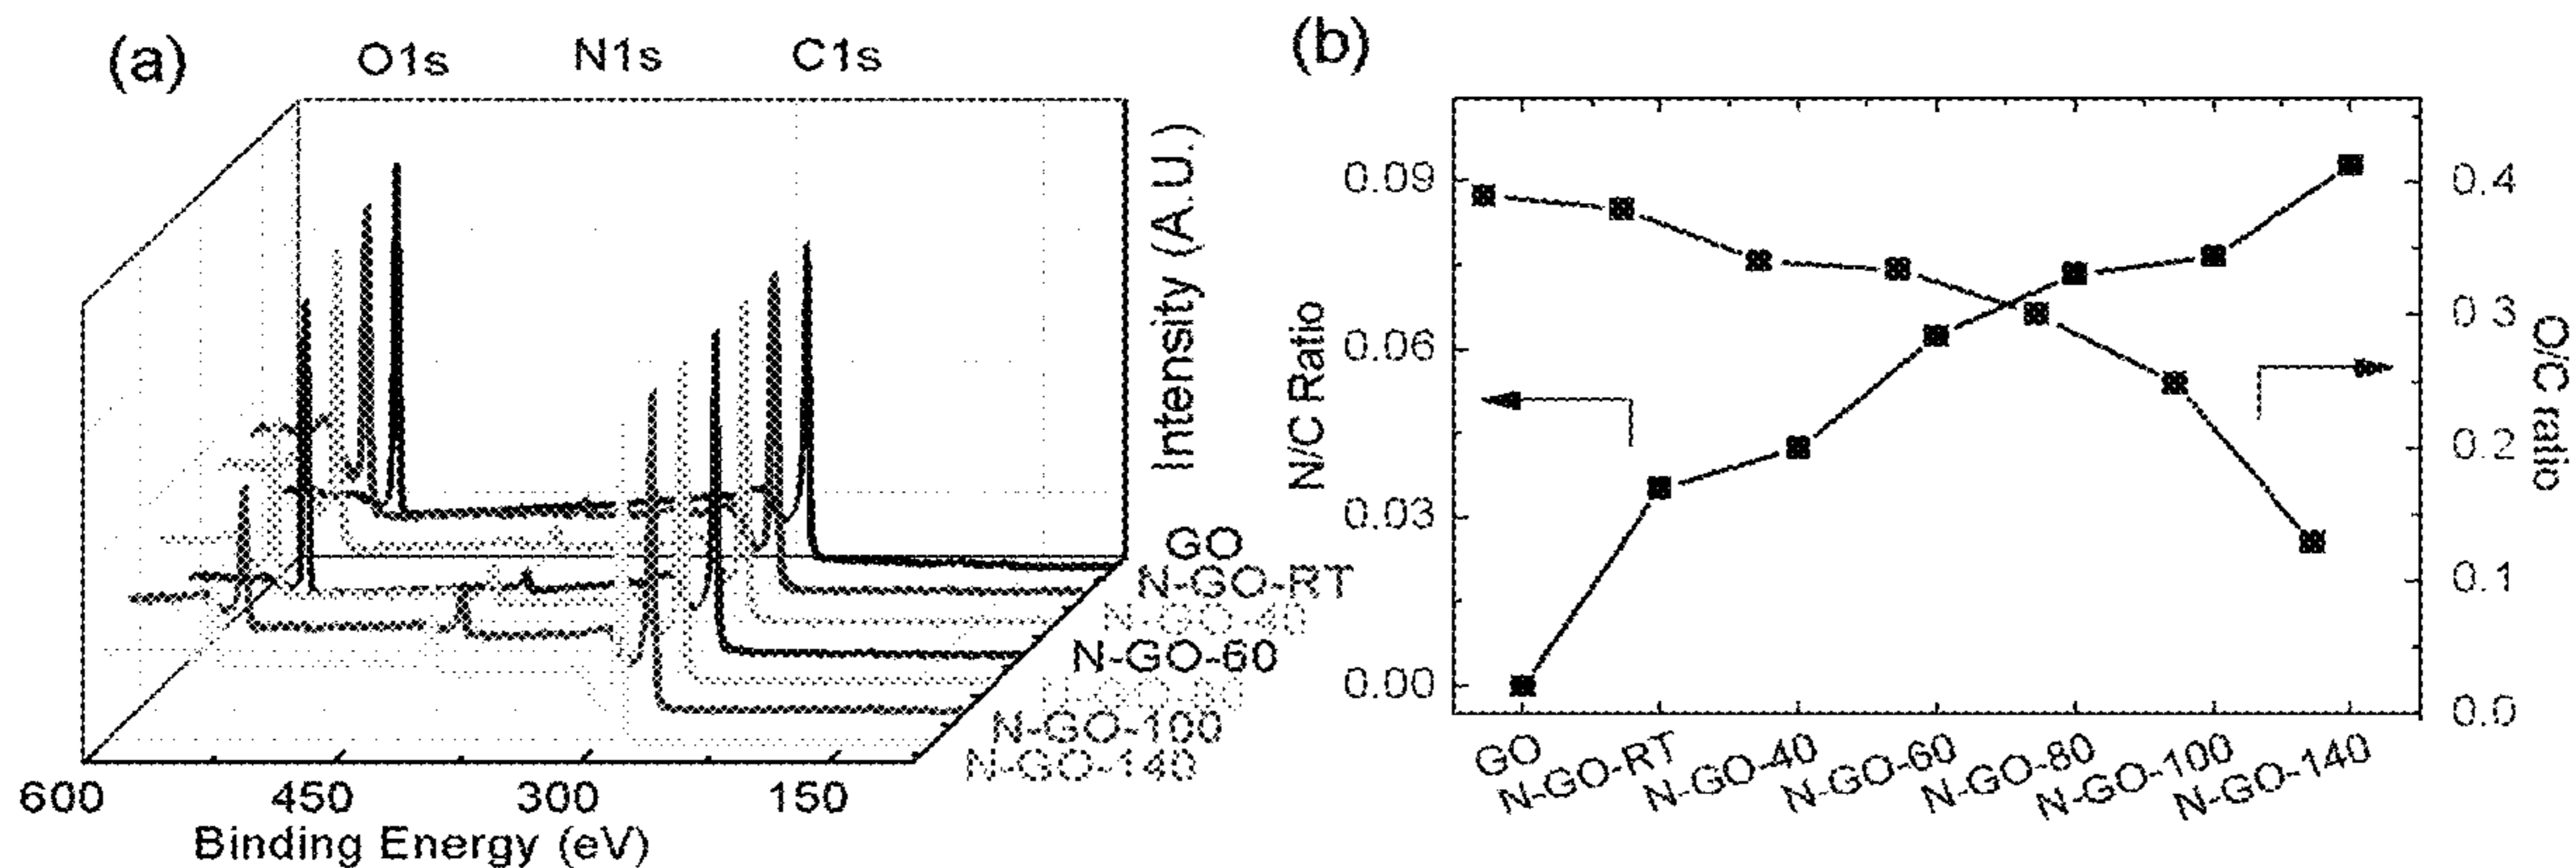 (a)
O1s N1s C1s
Intensity (A.U.)
GO
N-GO-RT
N-GO-40
N-GO-60
N-GO-80
N-GO-100
N-GO-140
600 450 300 150
Binding Energy (eV)
(b)
0.09
0.06
0.03
0.00
N/C Ratio
0.4
0.3
0.2
0.1
0.0
O/C ratio
GO
N-GO-RT
N-GO-40
N-GO-60
N-GO-80
N-GO-100
N-GO-140